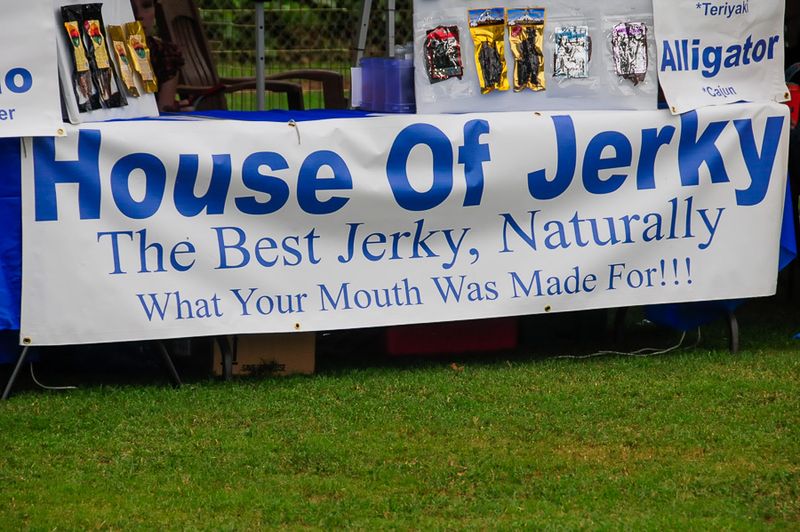 *Teriyaki
Alligator
*Cajun
House Of Jerky
The Best Jerky, Naturally
What Your Mouth Was Made For!!!